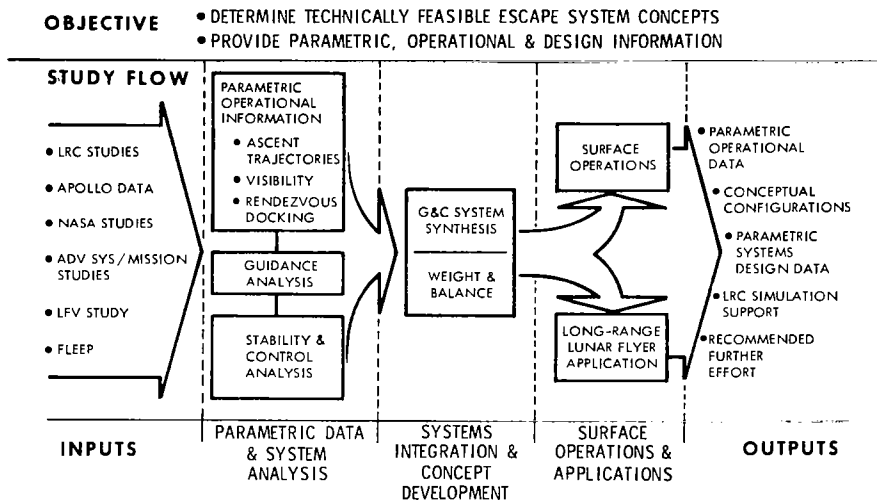 OBJECTIVE
• DETERMINE TECHNICALLY FEASIBLE ESCAPE SYSTEM CONCEPTS
• PROVIDE PARAMETRIC, OPERATIONAL & DESIGN INFORMATION
STUDY FLOW
• LRC STUDIES
• APOLLO DATA
• NASA STUDIES
• ADV SYS/MISSION
STUDIES
• LFV STUDY
• FLEEP
PARAMETRIC
OPERATIONAL
INFORMATION
• ASCENT
TRAJECTORIES
• VISIBILITY
• RENDEZVOUS
DOCKING
GUIDANCE
ANALYSIS
STABILITY &
CONTROL
ANALYSIS
G&C SYSTEM
SYNTHESIS
WEIGHT &
BALANCE
SURFACE
OPERATIONS
LONG-RANGE
LUNAR FLYER
APPLICATION
• PARAMETRIC
OPERATIONAL
DATA
• CONCEPTUAL
CONFIGURATIONS
• PARAMETRIC
SYSTEMS
DESIGN DATA
• LRC SIMULATION
SUPPORT
• RECOMMENDED
FURTHER
EFFORT
INPUTS
PARAMETRIC DATA
& SYSTEM
ANALYSIS
SYSTEMS
INTEGRATION &
CONCEPT
DEVELOPMENT
SURFACE
OPERATIONS &
APPLICATIONS
OUTPUTS